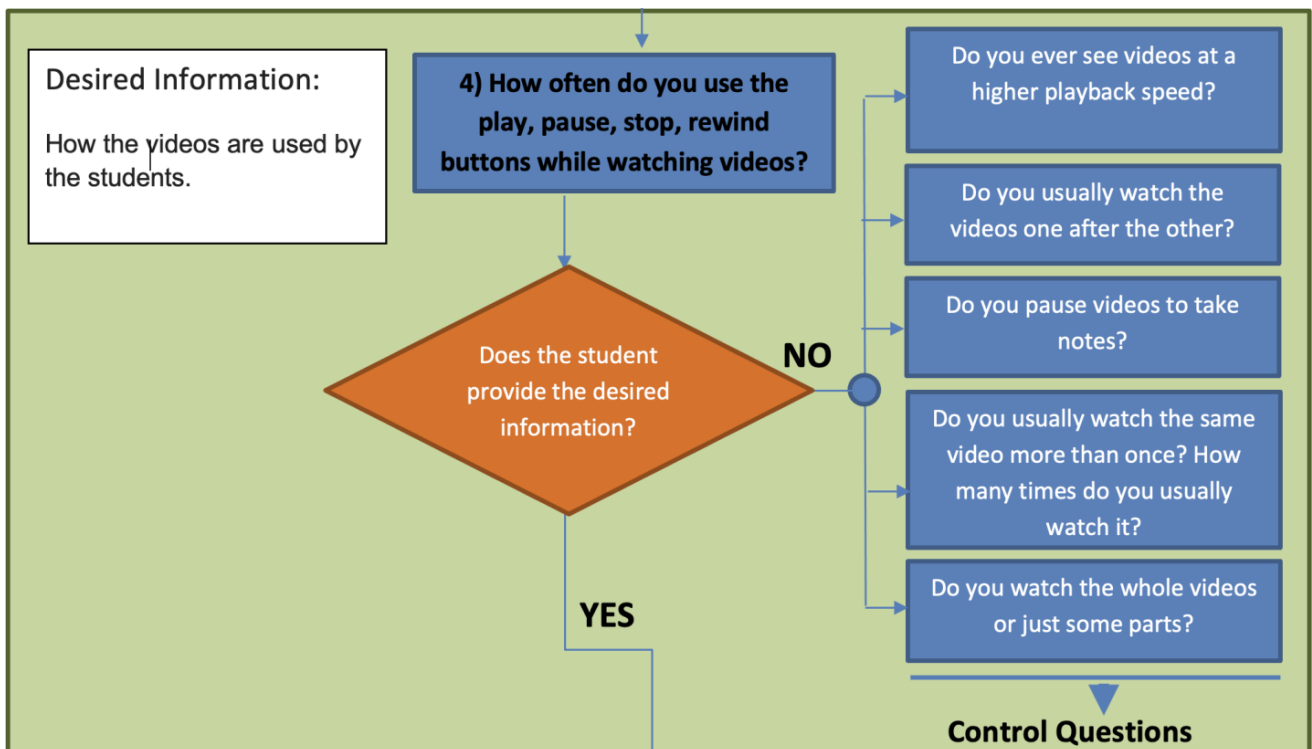 Desired Information:
How the videos are used by
the students.
4) How often do you use the
play, pause, stop, rewind
buttons while watching videos?
Does the student
provide the desired
information?
NO
YES
Do you ever see videos at a
higher playback speed?
Do you usually watch the
videos one after the other?
Do you pause videos to take
notes?
Do you usually watch the same
video more than once? How
many times do you usually
watch it?
Do you watch the whole videos
or just some parts?
Control Questions